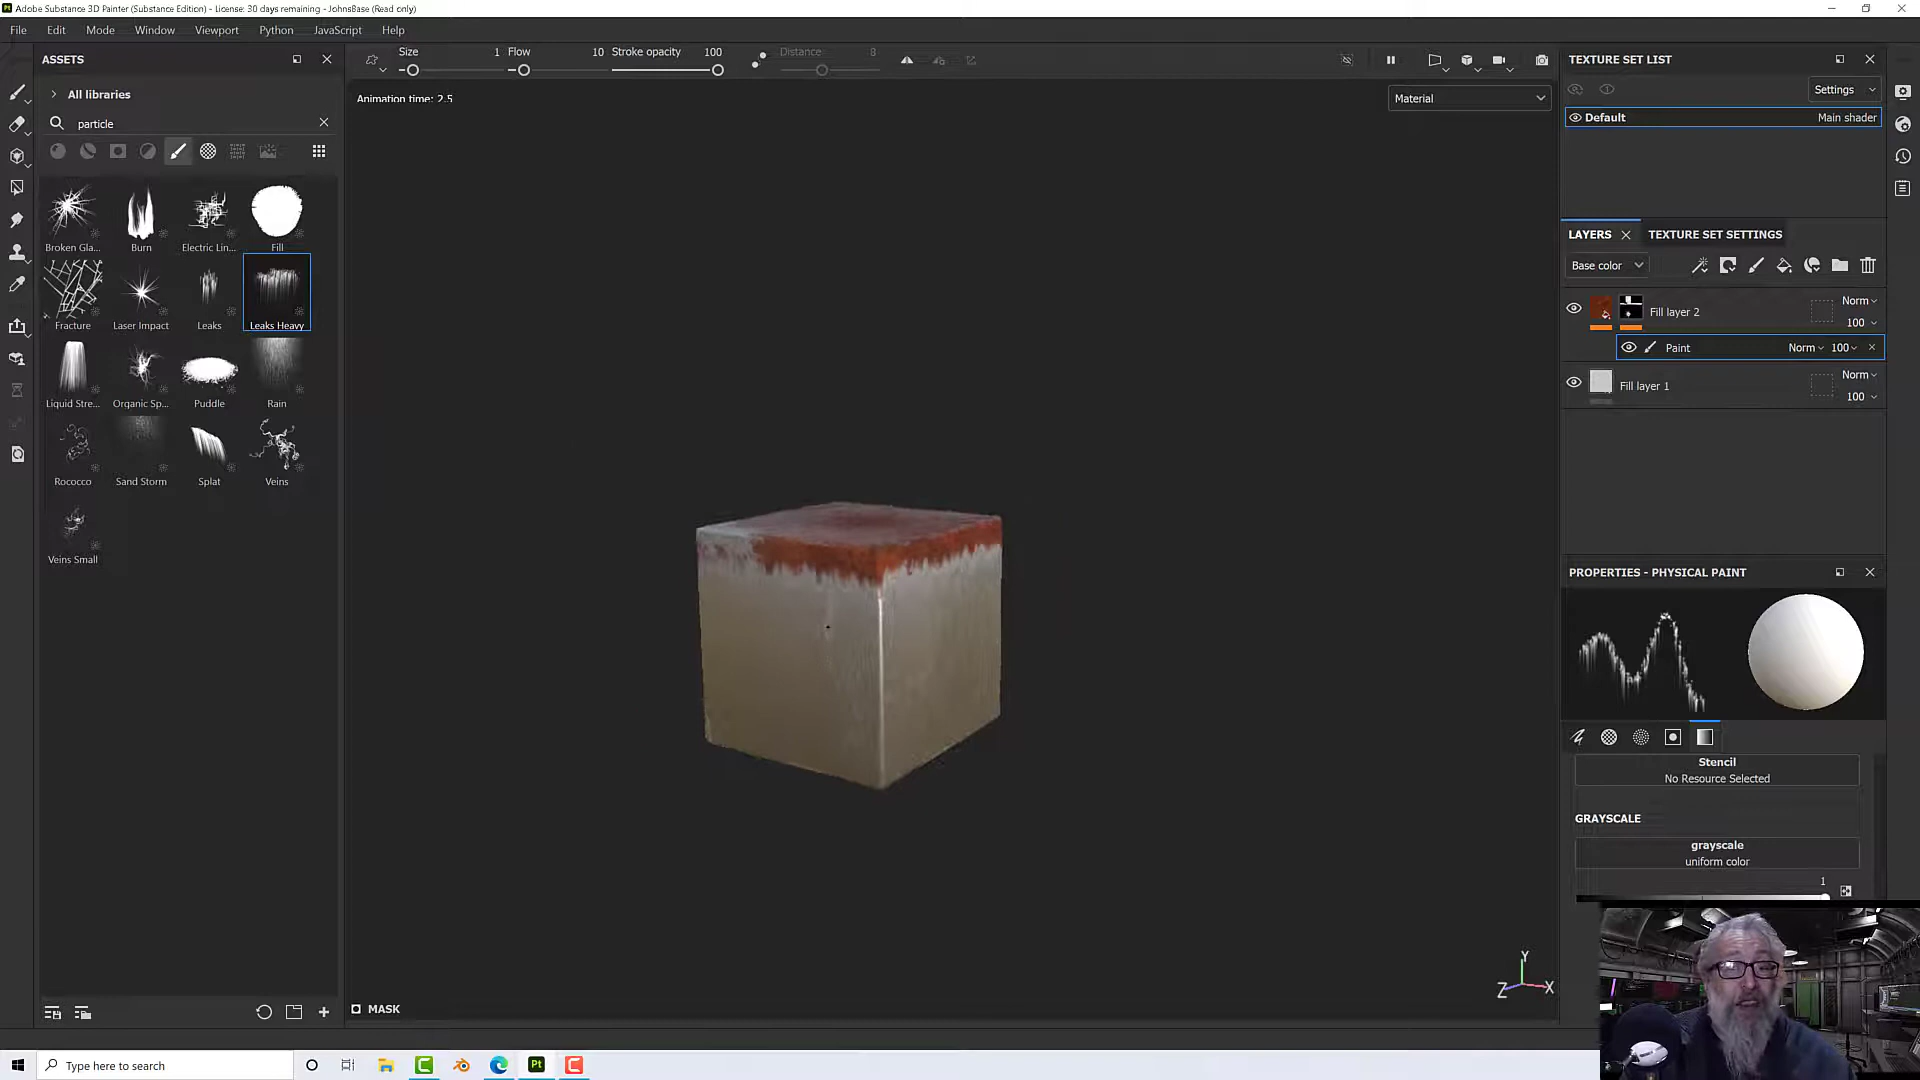 Adobe Substance 3D Painter (Substance Edition) - License: 30 days remaining - JohnsBase (Read only)
File Edit Mode Window Viewport Python JavaScript Help
ASSETS
Size 1 Flow 10 Stroke opacity 100 Distance 8
TEXTURE SET LIST
All libraries
Animation time: 2.5
Material
Settings
particle
Default Main shader
Broken Gla... Burn Electric Lin... Fill
LAYERS TEXTURE SET SETTINGS
Base color
Fracture Laser Impact Leaks Leaks Heavy
Norm
Fill layer 2
100
Paint Norm 100
Norm
Fill layer 1
100
Liquid Stre... Organic Sp... Puddle Rain
Rococco Sand Storm Splat Veins
Veins Small
PROPERTIES - PHYSICAL PAINT
Stencil
No Resource Selected
GRAYSCALE
grayscale
uniform color
1
Y
Z X
MASK
Pt
Type here to search